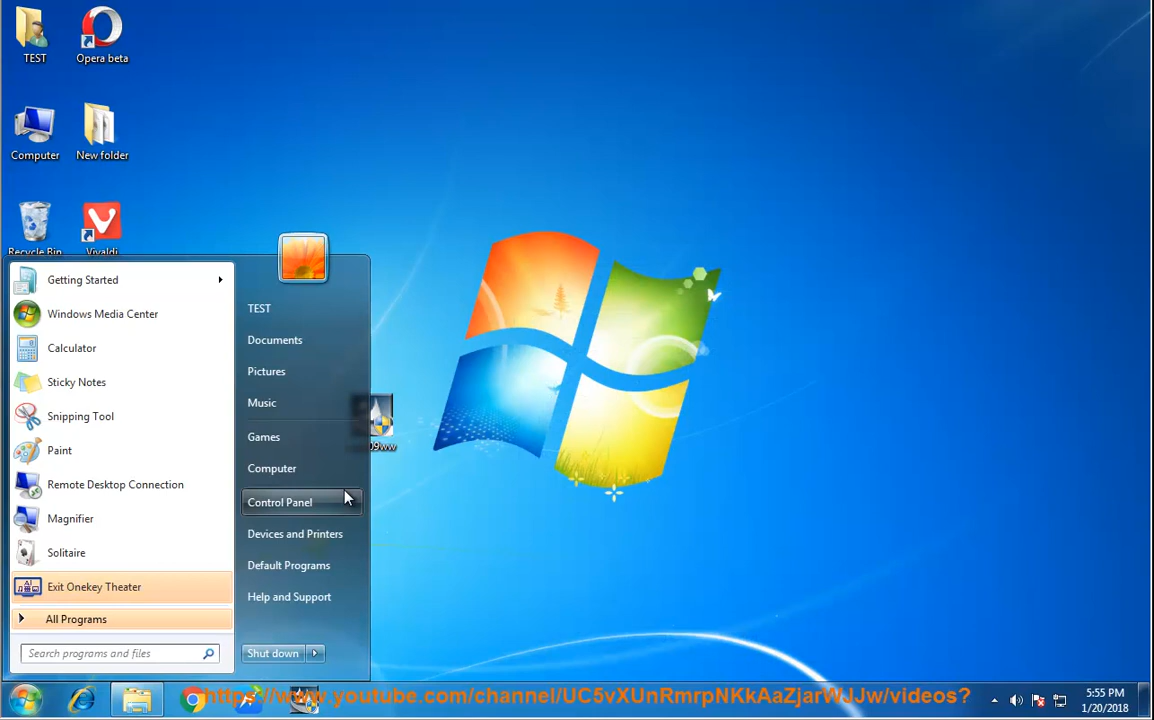 TEST
Opera beta
Computer
New folder
Recycle Bin
Vivaldi
Getting Started
Windows Media Center
Calculator
Sticky Notes
Snipping Tool
Paint
Remote Desktop Connection
Magnifier
Solitaire
Exit Onekey Theater
All Programs
Search programs and files
TEST
Documents
Pictures
Music
Games
Computer
Control Panel
Devices and Printers
Default Programs
Help and Support
Shut down
09ww
https://www.youtube.com/channel/UC5vXUnRmrpNKkAaZjarWJJw/videos?
5:55 PM
1/20/2018